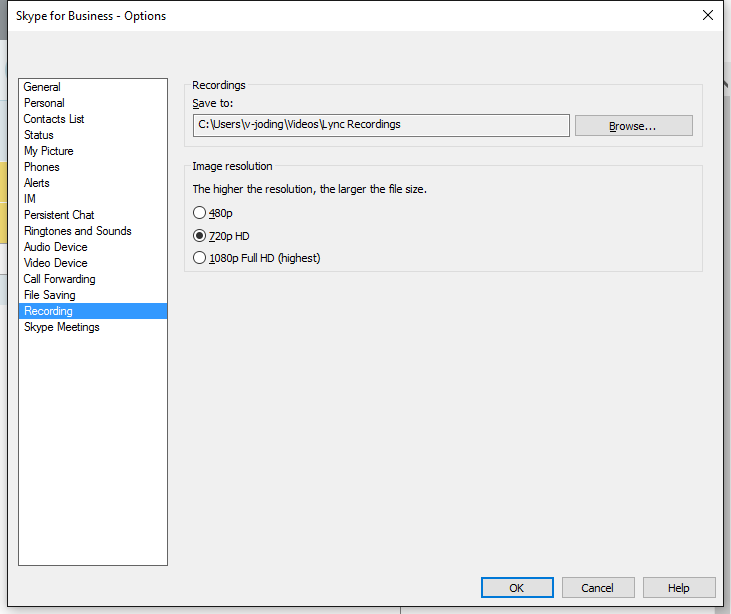 Skype for Business - Options
General
Personal
Contacts List
Status
My Picture
Phones
Alerts
IM
Persistent Chat
Ringtones and Sounds
Audio Device
Video Device
Call Forwarding
File Saving
Recording
Skype Meetings
Recordings
Save to:
C:\Users\v-joding\Videos\Lync Recordings
Browse...
Image resolution
The higher the resolution, the larger the file size.
480p
720p HD
1080p Full HD (highest)
OK
Cancel
Help